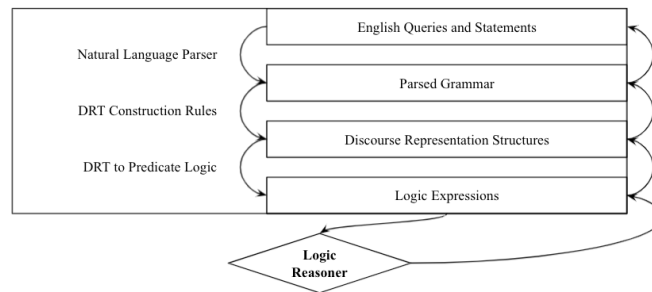 English Queries and Statements
Natural Language Parser
Parsed Grammar
DRT Construction Rules
Discourse Representation Structures
DRT to Predicate Logic
Logic Expressions
Logic
Reasoner